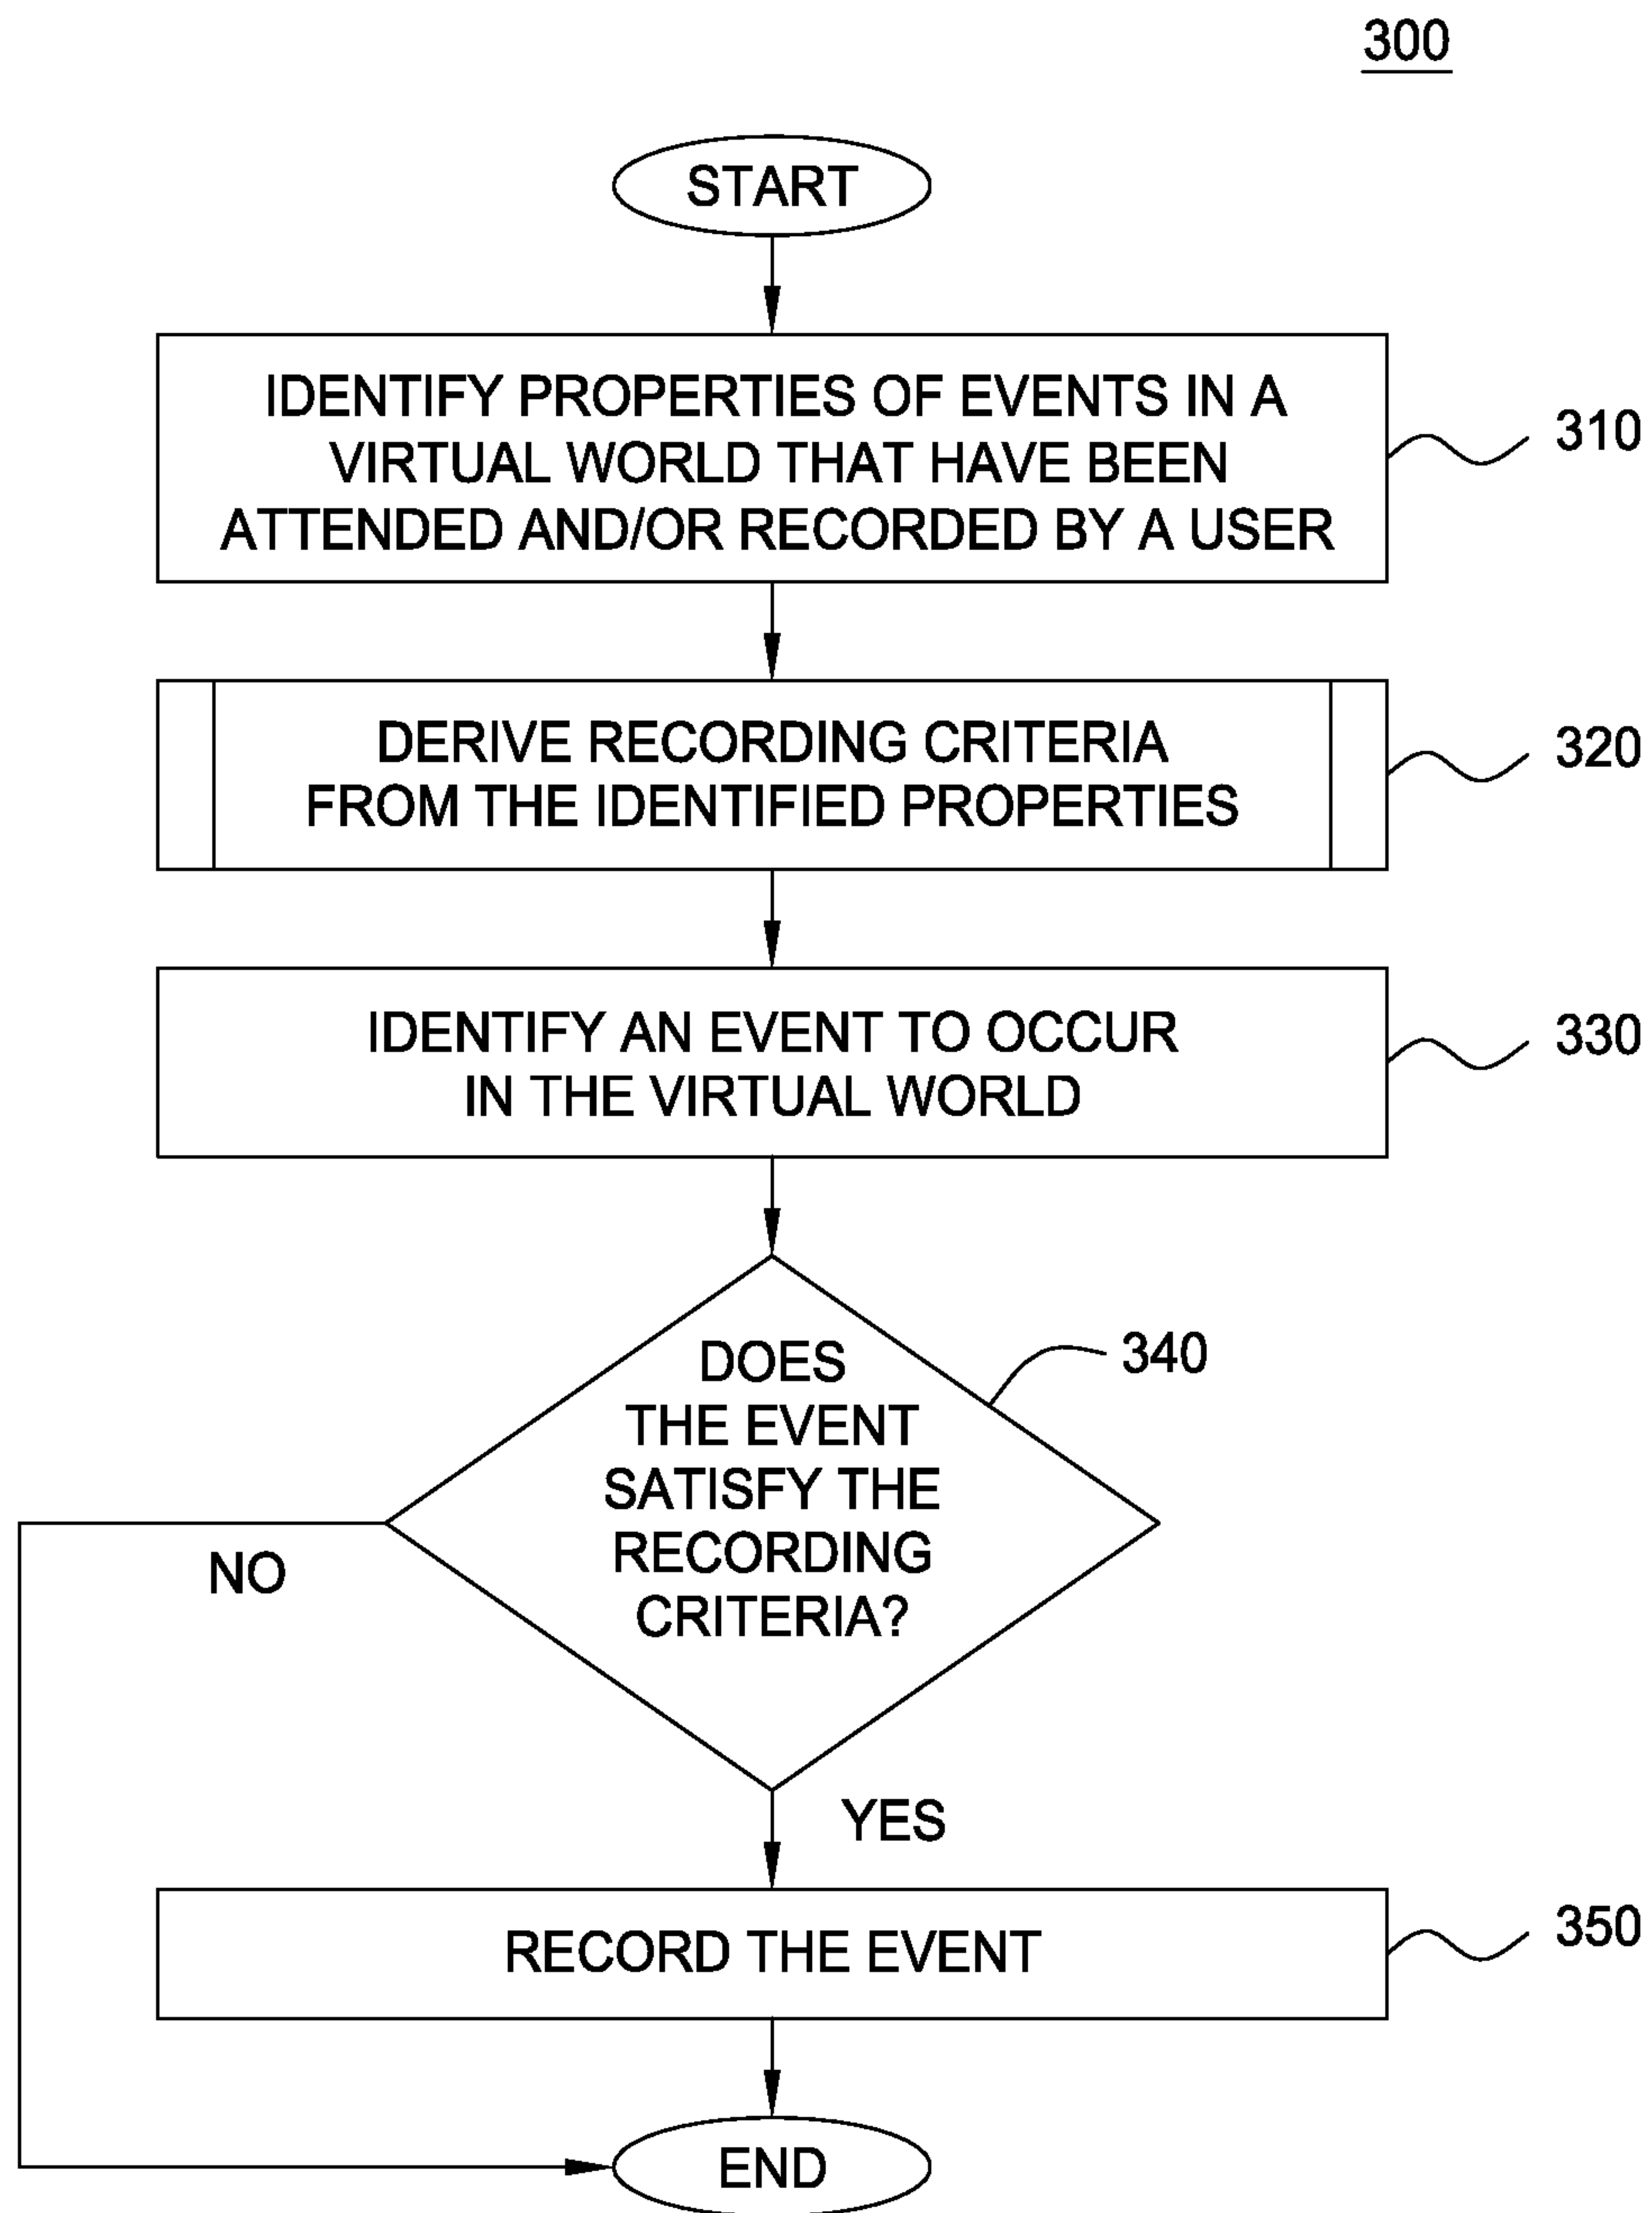 300
START
IDENTIFY PROPERTIES OF EVENTS IN A
VIRTUAL WORLD THAT HAVE BEEN
ATTENDED AND/OR RECORDED BY A USER
310
DERIVE RECORDING CRITERIA
FROM THE IDENTIFIED PROPERTIES
320
IDENTIFY AN EVENT TO OCCUR
IN THE VIRTUAL WORLD
330
DOES
THE EVENT
SATISFY THE
RECORDING
CRITERIA?
340
NO
YES
RECORD THE EVENT
350
END